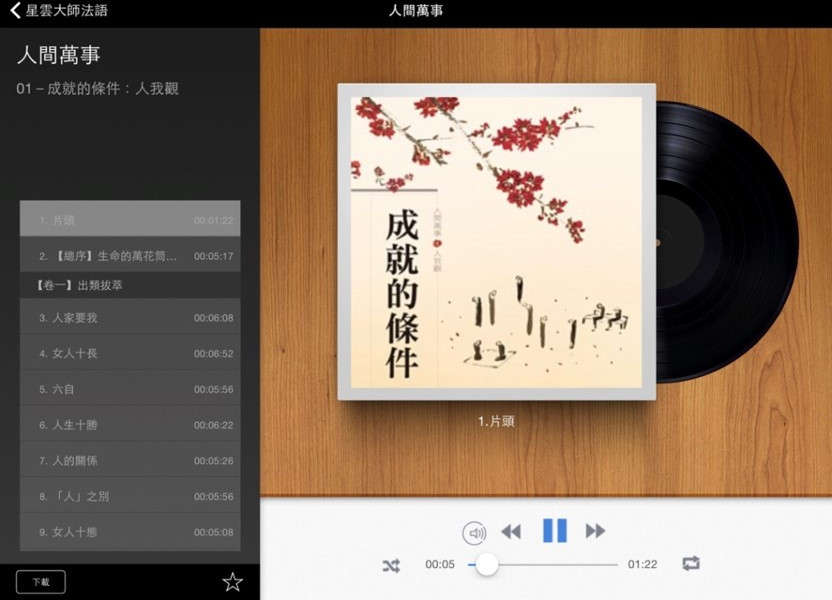 星雲大師法語
人間萬事
人間萬事
01 – 成就的條件：人我觀
1. 片頭 00:01:22
2. 【總序】生命的萬花筒... 00:05:17
【卷一】出類拔萃
3. 人家要我 00:06:08
4. 女人十長 00:06:52
5. 六自 00:05:56
6. 人生十勝 00:06:22
7. 人的關係 00:05:26
8. 「人」之別 00:05:56
9. 女人十態 00:05:08
下載
成就的條件
人間萬事 人我觀
1.片頭
00:05 01:22